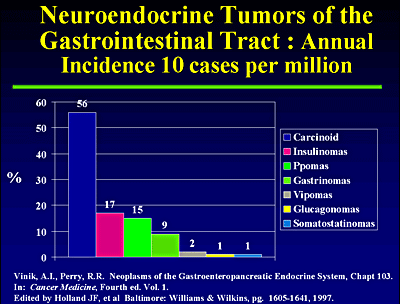 Neuroendocrine Tumors of the
Gastrointestinal Tract : Annual
Incidence 10 cases per million
60
50
40
30
20
10
0
%
56
17
15
9
2
1
1
Carcinoid
Insulinomas
Ppomas
Gastrinomas
Vipomas
Glucagonomas
Somatostatinomas
Vinik, A.I., Perry, R.R. Neoplasms of the Gastroenteropancreatic Endocrine System, Chapt 103.
In: Cancer Medicine, Fourth ed. Vol. 1.
Edited by Holland JF, et al Baltimore: Williams & Wilkins, pg. 1605-1641, 1997.